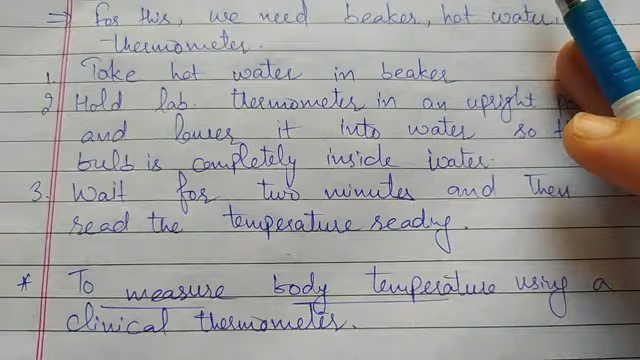 ⇒ for this, we need beaker, hot water,
thermometer.
1. Take hot water in beaker
2. Hold lab. thermometer in an upright
and lower it into water so
bulb is completely inside water.
3. Wait for two minutes and then
read the temperature reading.
* To measure body temperature using a
clinical thermometer.